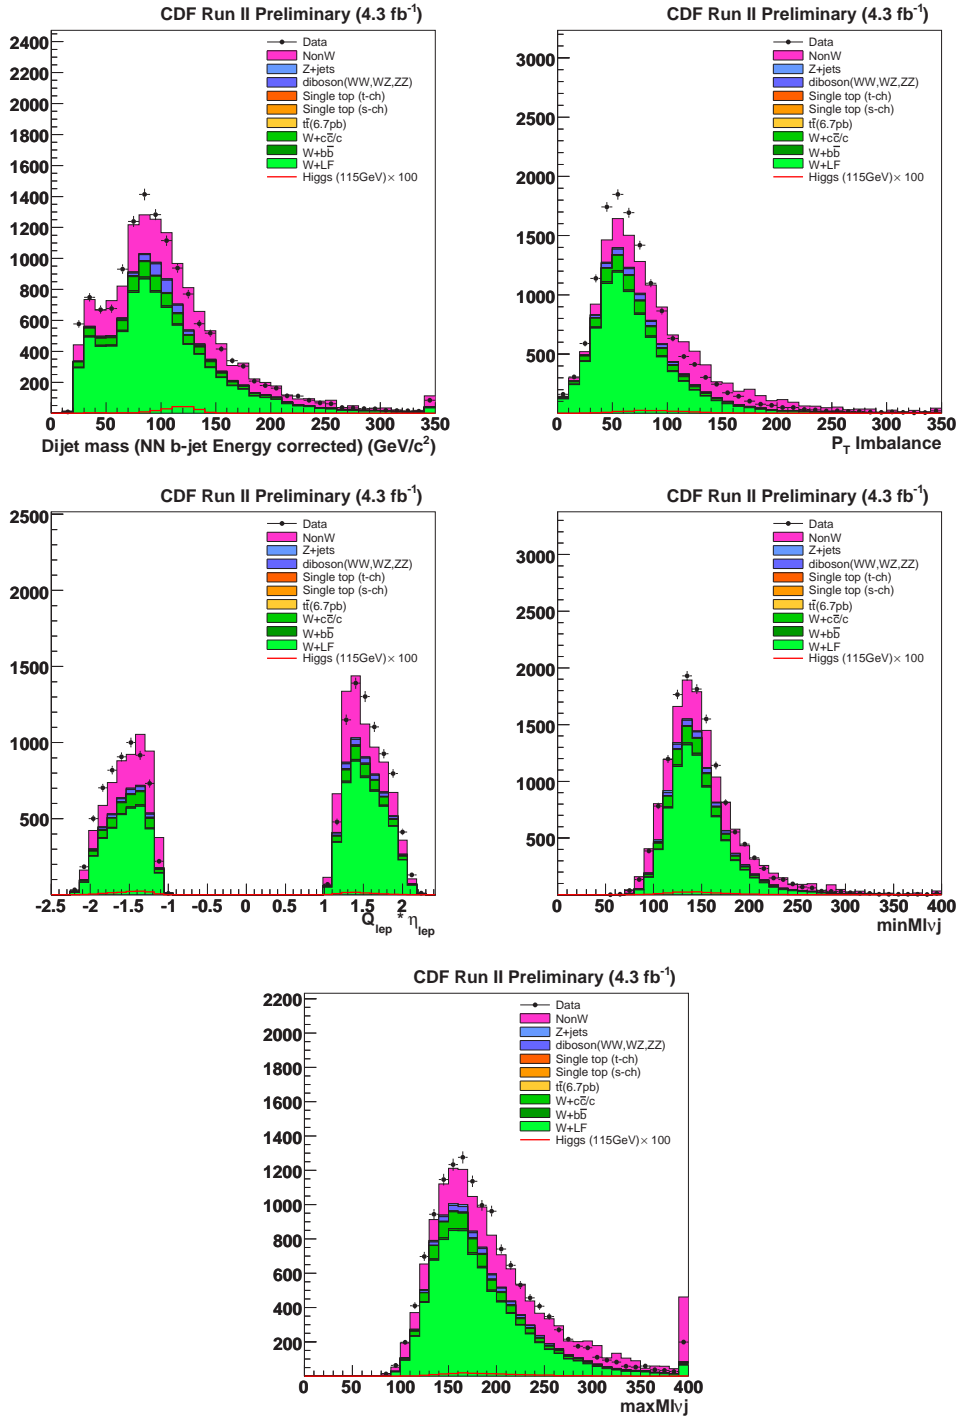 CDF Run II Preliminary (4.3 fb⁻¹)
2400
2200
2000
1800
1600
1400
1200
1000
800
600
400
200
Data
NonW
Z+jets
diboson(WW,WZ,ZZ)
Single top (t-ch)
Single top (s-ch)
tt̄(6.7pb)
W+cc̄/c
W+bb̄
W+LF
Higgs (115GeV)× 100
0 50 100 150 200 250 300 350
Dijet mass (NN b-jet Energy corrected) (GeV/c²)
CDF Run II Preliminary (4.3 fb⁻¹)
3000
2500
2000
1500
1000
500
Data
NonW
Z+jets
diboson(WW,WZ,ZZ)
Single top (t-ch)
Single top (s-ch)
tt̄(6.7pb)
W+cc̄/c
W+bb̄
W+LF
Higgs (115GeV)× 100
0 50 100 150 200 250 300 350
P_T Imbalance
CDF Run II Preliminary (4.3 fb⁻¹)
2500
2000
1500
1000
500
Data
NonW
Z+jets
diboson(WW,WZ,ZZ)
Single top (t-ch)
Single top (s-ch)
tt̄(6.7pb)
W+cc̄/c
W+bb̄
W+LF
Higgs (115GeV)× 100
-2.5 -2 -1.5 -1 -0.5 0 0.5 1 1.5 2
Q_lep * η_lep
CDF Run II Preliminary (4.3 fb⁻¹)
3000
2500
2000
1500
1000
500
Data
NonW
Z+jets
diboson(WW,WZ,ZZ)
Single top (t-ch)
Single top (s-ch)
tt̄(6.7pb)
W+cc̄/c
W+bb̄
W+LF
Higgs (115GeV)× 100
0 50 100 150 200 250 300 350 400
minMlνj
CDF Run II Preliminary (4.3 fb⁻¹)
2200
2000
1800
1600
1400
1200
1000
800
600
400
200
Data
NonW
Z+jets
diboson(WW,WZ,ZZ)
Single top (t-ch)
Single top (s-ch)
tt̄(6.7pb)
W+cc̄/c
W+bb̄
W+LF
Higgs (115GeV)× 100
0 50 100 150 200 250 300 350 400
maxMlνj